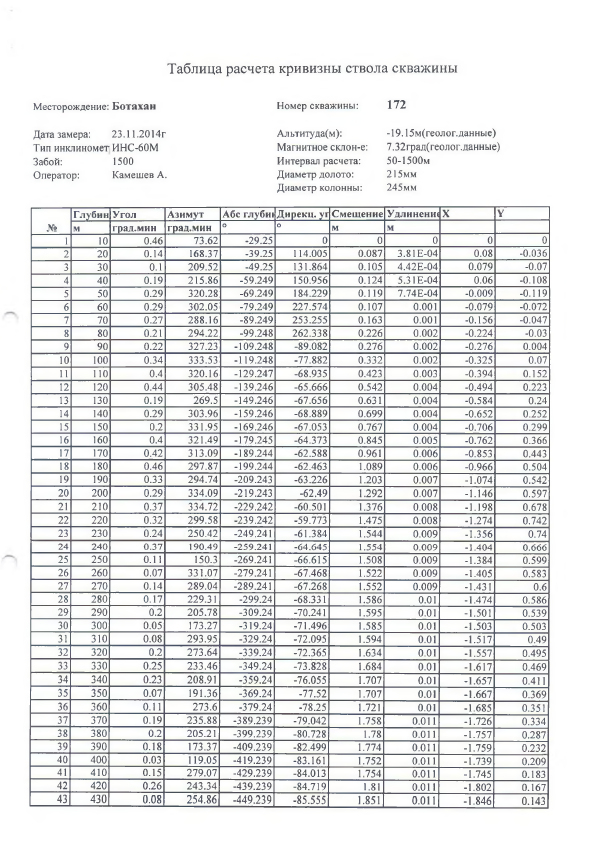 Таблица расчета кривизны ствола скважины
Месторождение: Ботахан Номер скважины: 172
Дата замера: 23.11.2014г Альтитуда(м): -19.15м(геолог.данные)
Тип инклиномет ИНС-60М Магнитное склон-е: 7.32град(геолог.данные)
Забой: 1500 Интервал расчета: 50-1500м
Оператор: Камешев А. Диаметр долото: 215мм
Диаметр колонны: 245мм
Глубин Угол Азимут Абс глуби Дирекц. уг Смещение Удлинени X Y
№ м град.мин град.мин ° ° м м
1 10 0.46 73.62 -29.25 0 0 0 0 0
2 20 0.14 168.37 -39.25 114.005 0.087 3.81E-04 0.08 -0.036
3 30 0.1 209.52 -49.25 131.864 0.105 4.42E-04 0.079 -0.07
4 40 0.19 215.86 -59.249 150.956 0.124 5.31E-04 0.06 -0.108
5 50 0.29 320.28 -69.249 184.229 0.119 7.74E-04 -0.009 -0.119
6 60 0.29 302.05 -79.249 227.574 0.107 0.001 -0.079 -0.072
7 70 0.27 288.16 -89.249 253.255 0.163 0.001 -0.156 -0.047
8 80 0.21 294.22 -99.248 262.338 0.226 0.002 -0.224 -0.03
9 90 0.22 327.23 -109.248 -89.082 0.276 0.002 -0.276 0.004
10 100 0.34 333.53 -119.248 -77.882 0.332 0.002 -0.325 0.07
11 110 0.4 320.16 -129.247 -68.935 0.423 0.003 -0.394 0.152
12 120 0.44 305.48 -139.246 -65.666 0.542 0.004 -0.494 0.223
13 130 0.19 269.5 -149.246 -67.656 0.631 0.004 -0.584 0.24
14 140 0.29 303.96 -159.246 -68.889 0.699 0.004 -0.652 0.252
15 150 0.2 331.95 -169.246 -67.053 0.767 0.004 -0.706 0.299
16 160 0.4 321.49 -179.245 -64.373 0.845 0.005 -0.762 0.366
17 170 0.42 313.09 -189.244 -62.588 0.961 0.006 -0.853 0.443
18 180 0.46 297.87 -199.244 -62.463 1.089 0.006 -0.966 0.504
19 190 0.33 294.74 -209.243 -63.226 1.203 0.007 -1.074 0.542
20 200 0.29 334.09 -219.243 -62.49 1.292 0.007 -1.146 0.597
21 210 0.37 334.72 -229.242 -60.501 1.376 0.008 -1.198 0.678
22 220 0.32 299.58 -239.242 -59.773 1.475 0.008 -1.274 0.742
23 230 0.24 250.42 -249.241 -61.384 1.544 0.009 -1.356 0.74
24 240 0.37 190.49 -259.241 -64.645 1.554 0.009 -1.404 0.666
25 250 0.11 150.3 -269.241 -66.615 1.508 0.009 -1.384 0.599
26 260 0.07 331.07 -279.241 -67.468 1.522 0.009 -1.405 0.583
27 270 0.14 289.04 -289.241 -67.268 1.552 0.009 -1.431 0.6
28 280 0.17 229.31 -299.24 -68.331 1.586 0.01 -1.474 0.586
29 290 0.2 205.78 -309.24 -70.241 1.595 0.01 -1.501 0.539
30 300 0.05 173.27 -319.24 -71.496 1.585 0.01 -1.503 0.503
31 310 0.08 293.95 -329.24 -72.095 1.594 0.01 -1.517 0.49
32 320 0.2 273.64 -339.24 -72.365 1.634 0.01 -1.557 0.495
33 330 0.25 233.46 -349.24 -73.828 1.684 0.01 -1.617 0.469
34 340 0.23 208.91 -359.24 -76.055 1.707 0.01 -1.657 0.411
35 350 0.07 191.36 -369.24 -77.52 1.707 0.01 -1.667 0.369
36 360 0.11 273.6 -379.24 -78.25 1.721 0.01 -1.685 0.351
37 370 0.19 235.88 -389.239 -79.042 1.758 0.011 -1.726 0.334
38 380 0.2 205.21 -399.239 -80.728 1.78 0.011 -1.757 0.287
39 390 0.18 173.37 -409.239 -82.499 1.774 0.011 -1.759 0.232
40 400 0.03 119.05 -419.239 -83.161 1.752 0.011 -1.739 0.209
41 410 0.15 279.07 -429.239 -84.013 1.754 0.011 -1.745 0.183
42 420 0.26 243.34 -439.239 -84.719 1.81 0.011 -1.802 0.167
43 430 0.08 254.86 -449.239 -85.555 1.851 0.011 -1.846 0.143